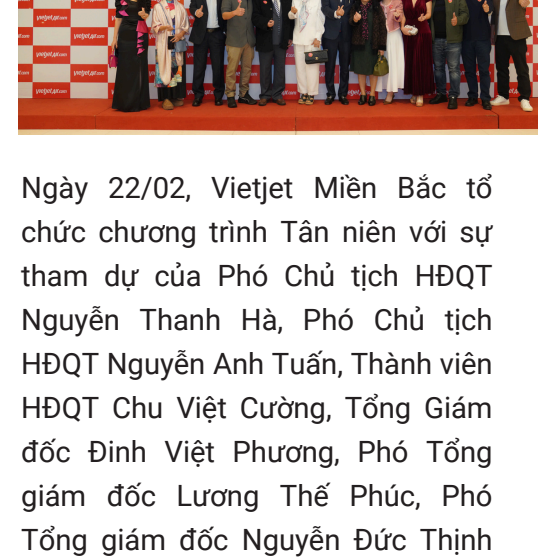 vietjetAir.com
Ngày 22/02, Vietjet Miền Bắc tổ
chức chương trình Tân niên với sự
tham dự của Phó Chủ tịch HĐQT
Nguyễn Thanh Hà, Phó Chủ tịch
HĐQT Nguyễn Anh Tuấn, Thành viên
HĐQT Chu Việt Cường, Tổng Giám
đốc Đinh Việt Phương, Phó Tổng
giám đốc Lương Thế Phúc, Phó
Tổng giám đốc Nguyễn Đức Thịnh